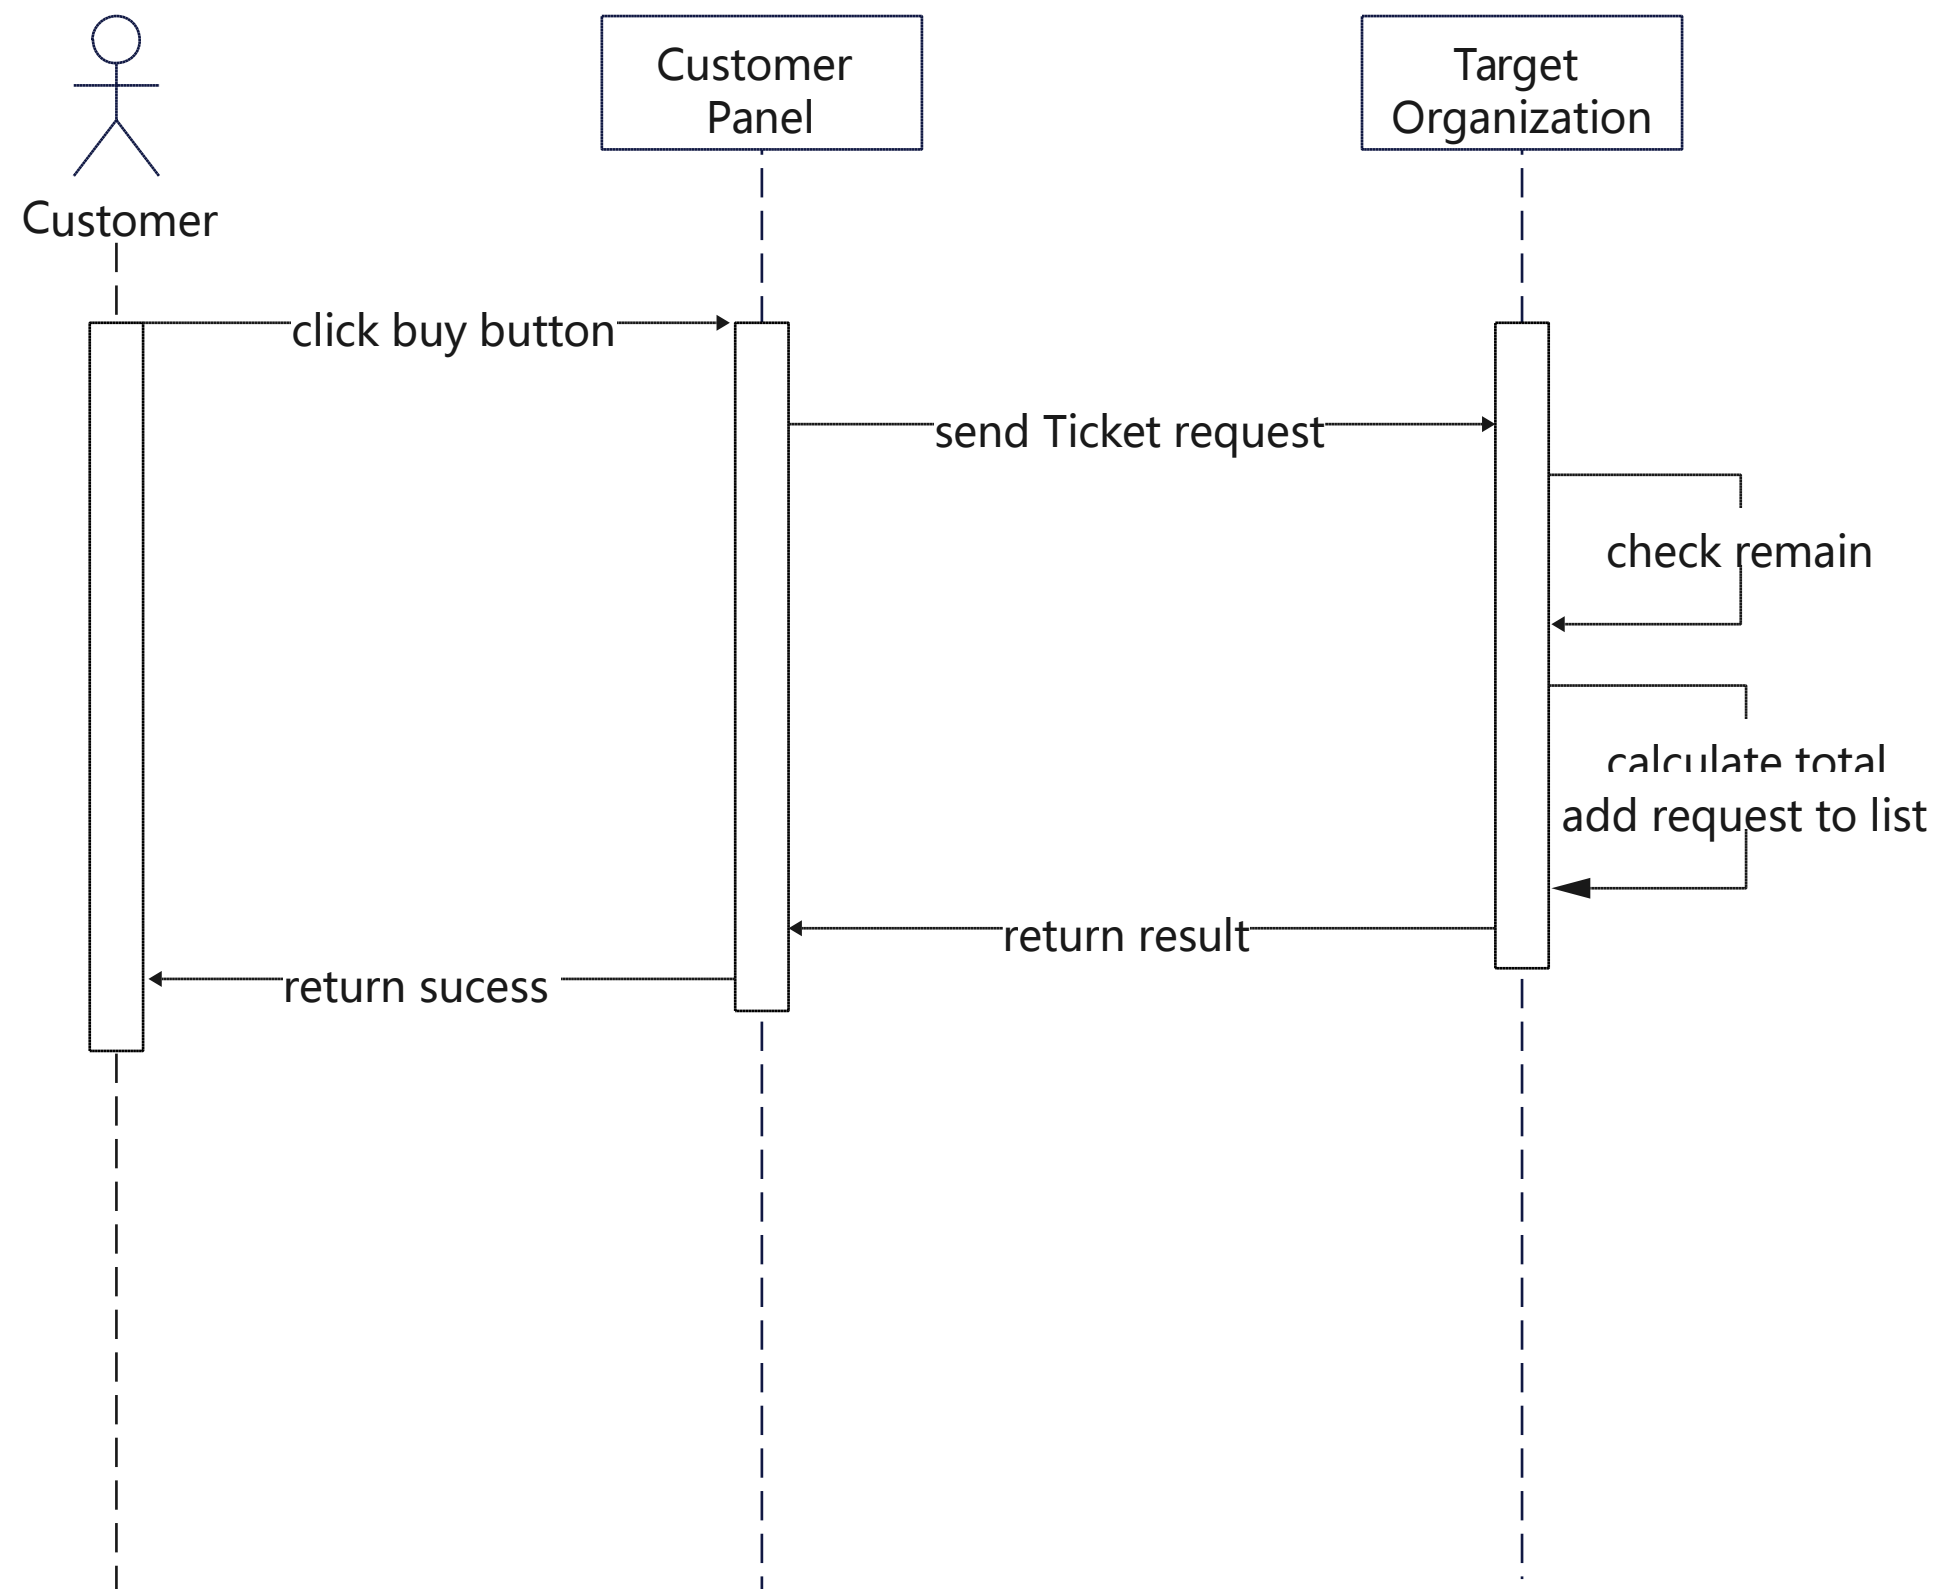 Customer
Panel
Target
Organization
Customer
click buy button
send Ticket request
check remain
calculate total
add request to list
return result
return sucess